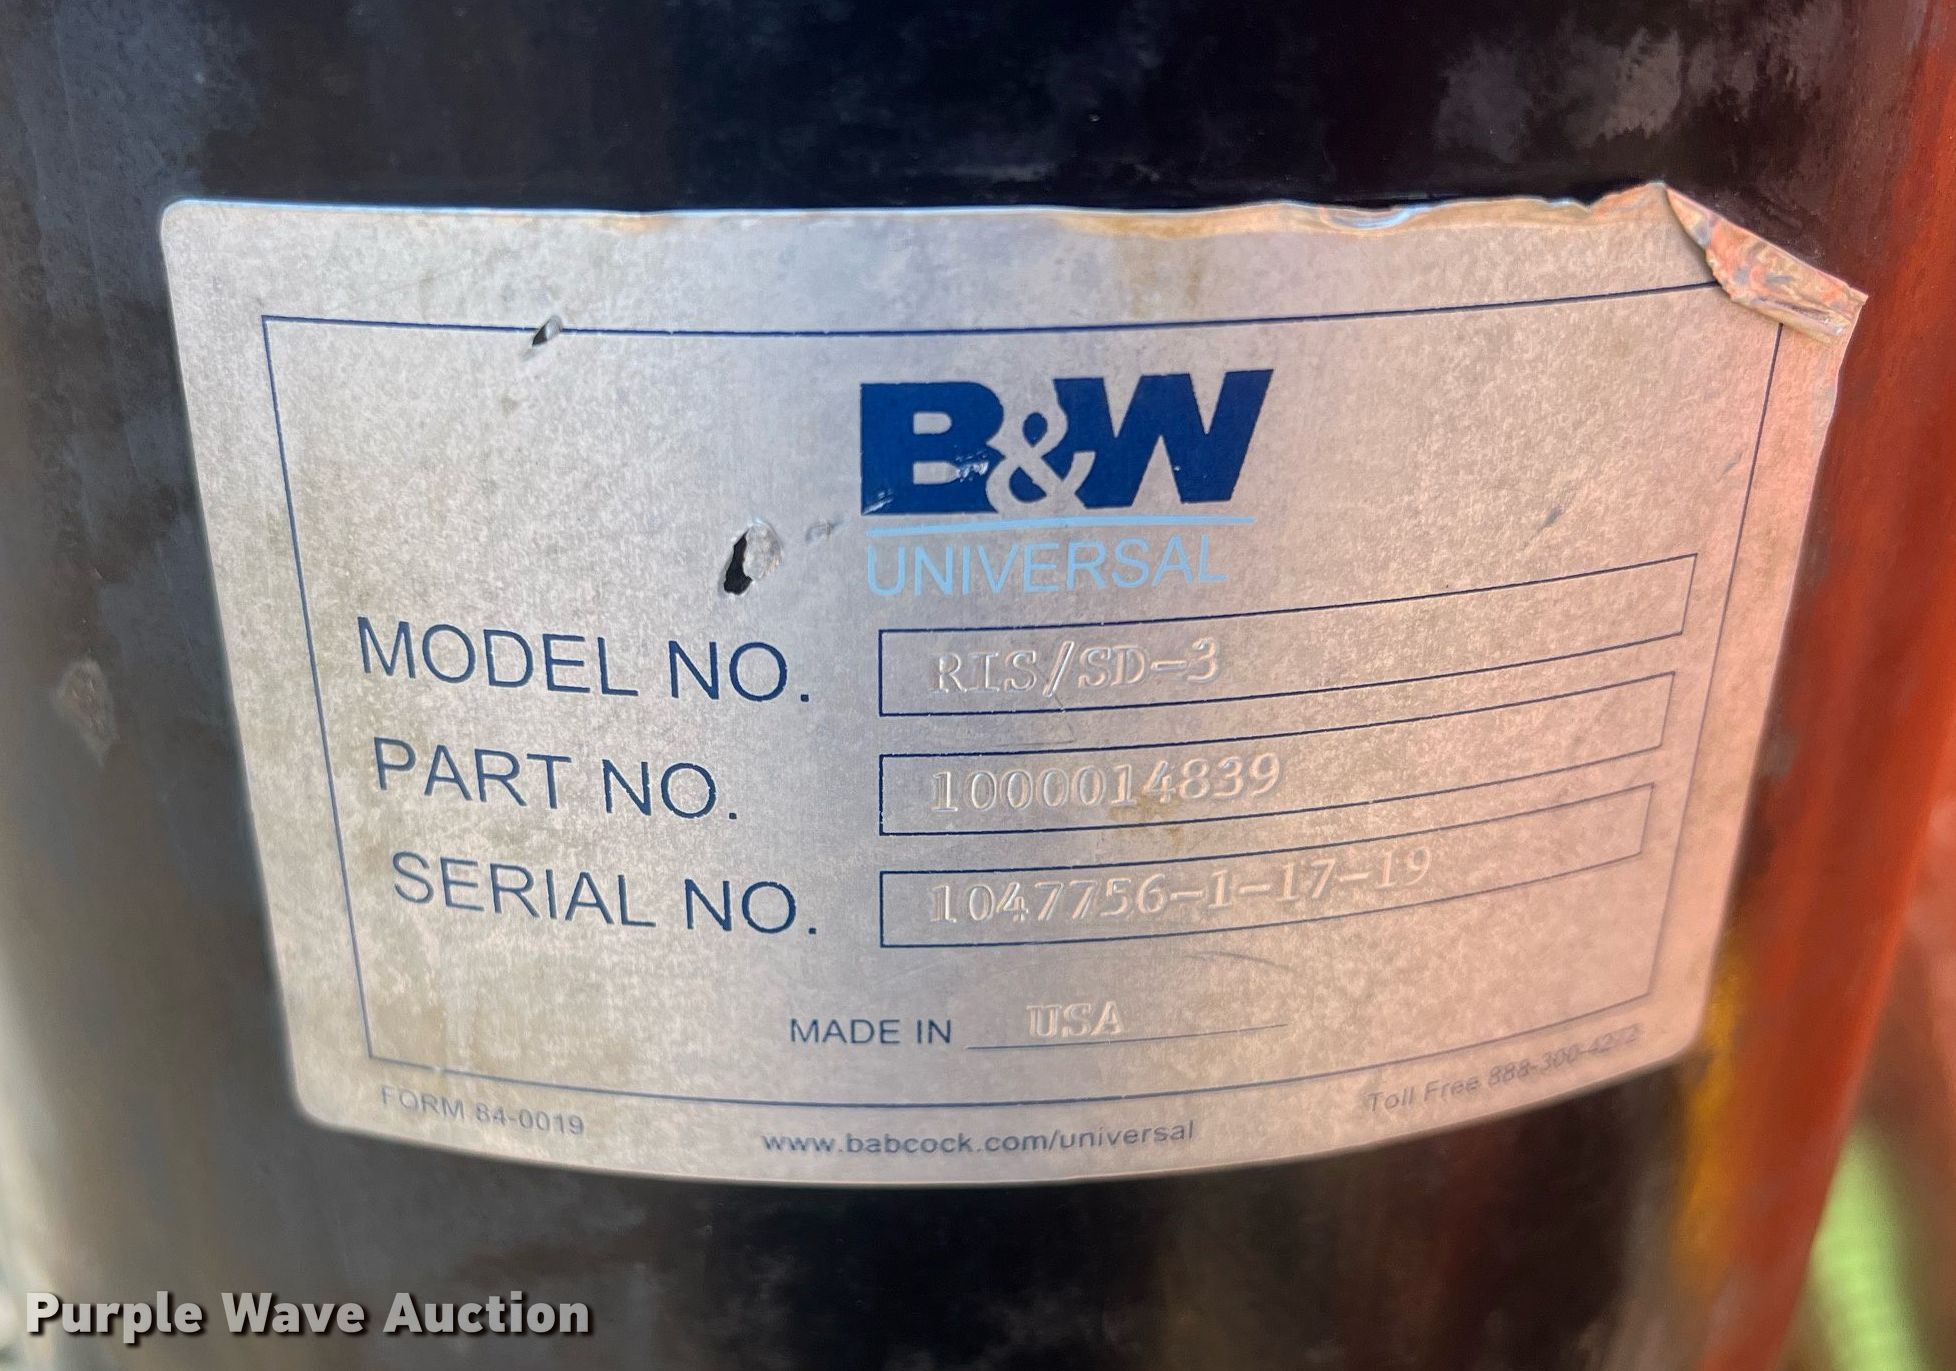 B&W
UNIVERSAL
MODEL NO. RIS/SD-3
PART NO. 1000014839
SERIAL NO. 1047756-1-17-19
MADE IN USA
FORM 84-0019
www.babcock.com/universal
Toll Free 888-300-4272
Purple Wave Auction